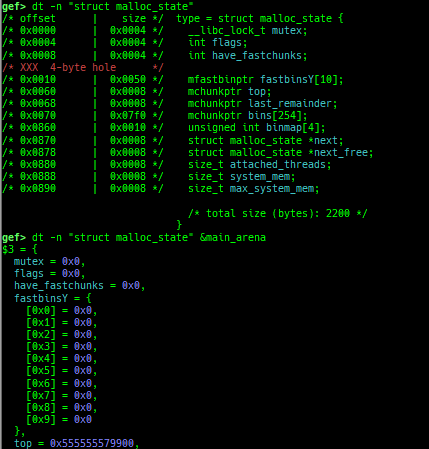 gef> dt -n "struct malloc_state"
/* offset      |    size */  type = struct malloc_state {
/* 0x0000      |  0x0004 */    __libc_lock_t mutex;
/* 0x0004      |  0x0004 */    int flags;
/* 0x0008      |  0x0004 */    int have_fastchunks;
/* XXX  4-byte hole      */
/* 0x0010      |  0x0050 */    mfastbinptr fastbinsY[10];
/* 0x0060      |  0x0008 */    mchunkptr top;
/* 0x0068      |  0x0008 */    mchunkptr last_remainder;
/* 0x0070      |  0x07f0 */    mchunkptr bins[254];
/* 0x0860      |  0x0010 */    unsigned int binmap[4];
/* 0x0870      |  0x0008 */    struct malloc_state *next;
/* 0x0878      |  0x0008 */    struct malloc_state *next_free;
/* 0x0880      |  0x0008 */    size_t attached_threads;
/* 0x0888      |  0x0008 */    size_t system_mem;
/* 0x0890      |  0x0008 */    size_t max_system_mem;
/* total size (bytes): 2200 */
}
gef> dt -n "struct malloc_state" &main_arena
$3 = {
  mutex = 0x0,
  flags = 0x0,
  have_fastchunks = 0x0,
  fastbinsY = {
    [0x0] = 0x0,
    [0x1] = 0x0,
    [0x2] = 0x0,
    [0x3] = 0x0,
    [0x4] = 0x0,
    [0x5] = 0x0,
    [0x6] = 0x0,
    [0x7] = 0x0,
    [0x8] = 0x0,
    [0x9] = 0x0
  },
  top = 0x555555579900,